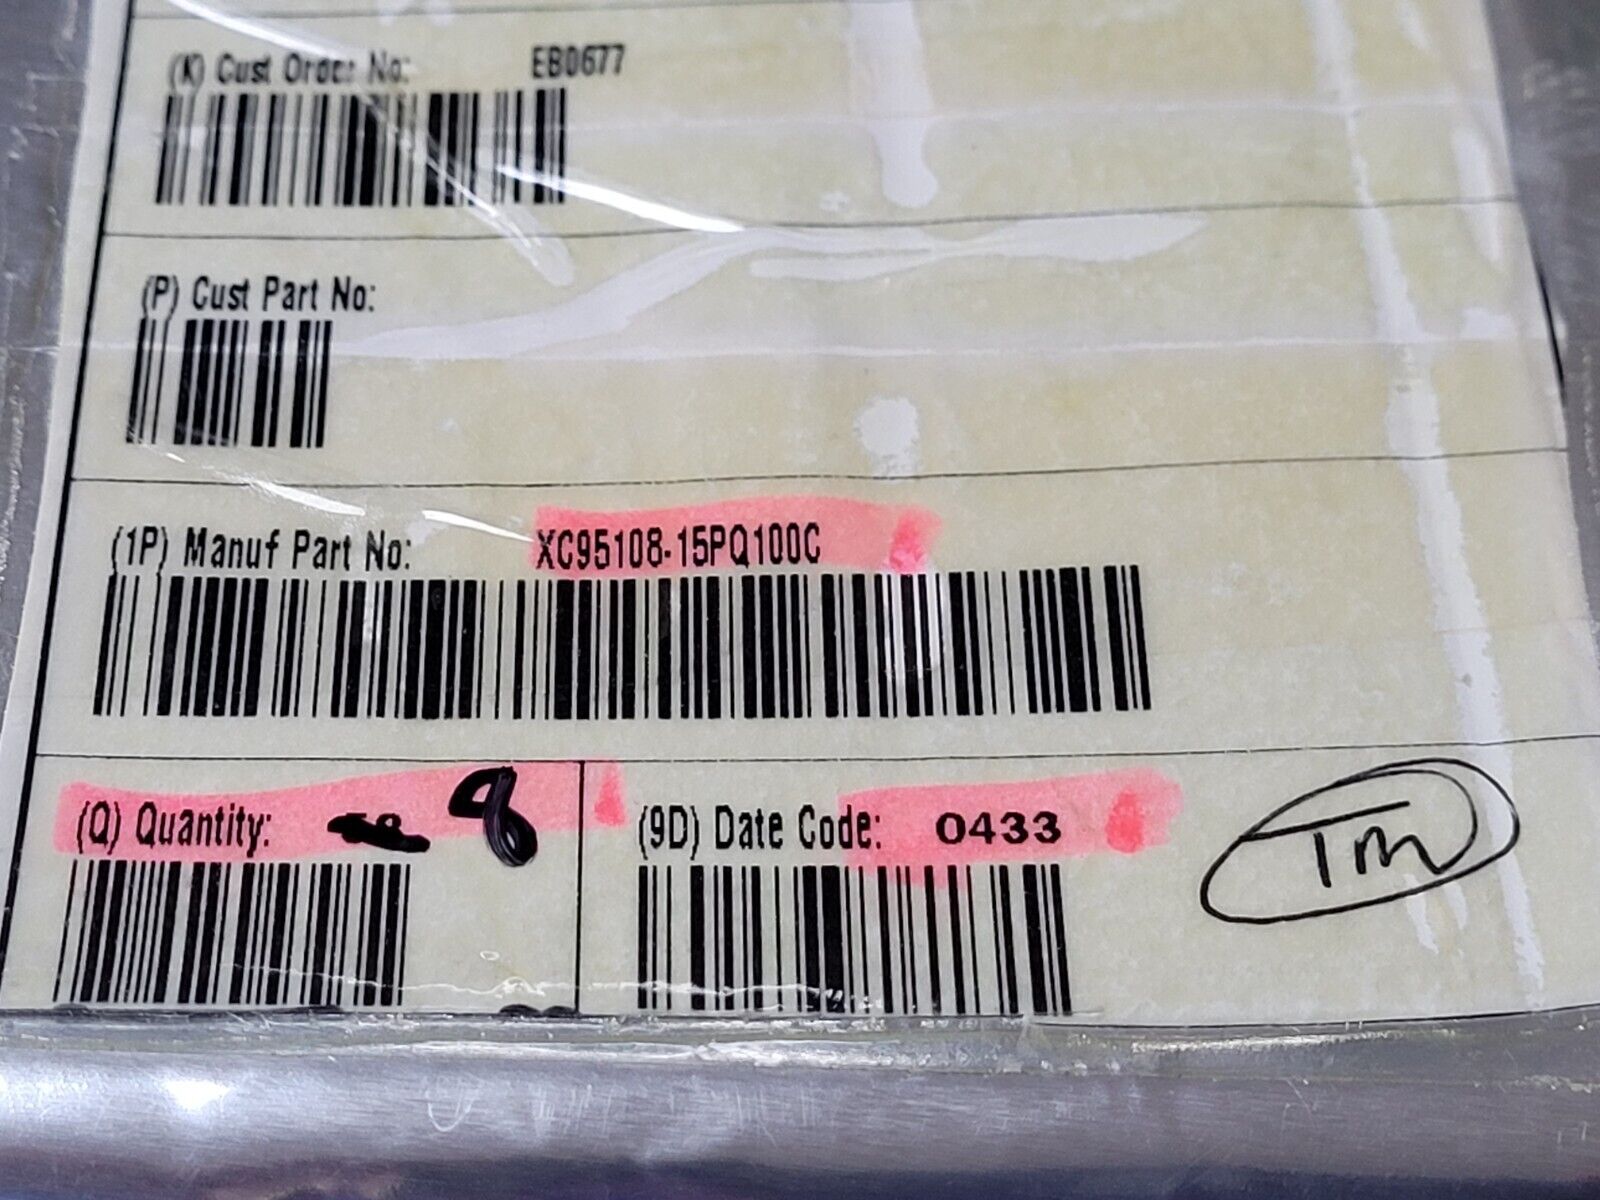 (K) Cust Order No: EB0677
(P) Cust Part No:
(1P) Manuf Part No: XC95108-15PQ100C
(Q) Quantity: 8
(9D) Date Code: 0433
TM